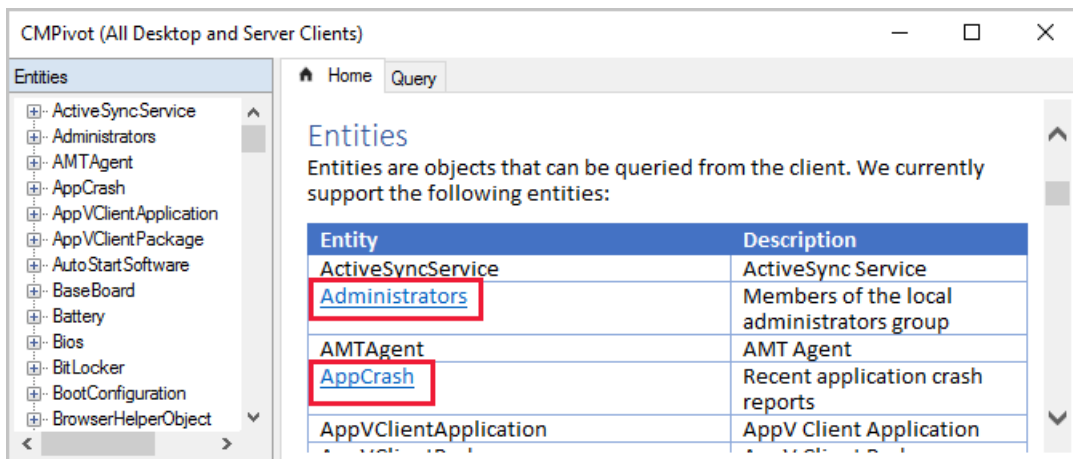 CMPivot (All Desktop and Server Clients)
Entities
ActiveSyncService
Administrators
AMTAgent
AppCrash
AppVClientApplication
AppVClientPackage
AutoStartSoftware
BaseBoard
Battery
Bios
BitLocker
BootConfiguration
BrowserHelperObject
Home Query
Entities
Entities are objects that can be queried from the client. We currently
support the following entities:
Entity Description
ActiveSyncService ActiveSync Service
Administrators Members of the local
administrators group
AMTAgent AMT Agent
AppCrash Recent application crash
reports
AppVClientApplication AppV Client Application